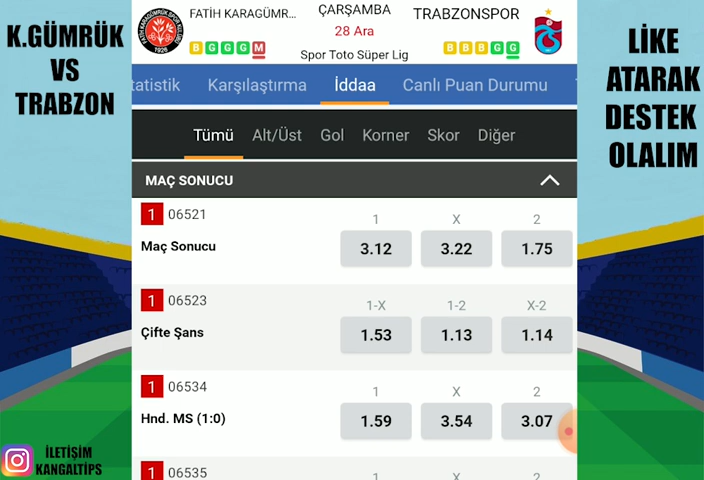 K.GÜMRÜK
VS
TRABZON
FATİH KARAGÜMR...
B G G G M
ÇARŞAMBA
28 Ara
Spor Toto Süper Lig
TRABZONSPOR
B B B G G
LİKE
ATARAK
DESTEK
OLALIM
tatistik Karşılaştırma İddaa Canlı Puan Durumu
Tümü Alt/Üst Gol Korner Skor Diğer
MAÇ SONUCU
1 06521
1 X 2
Maç Sonucu 3.12 3.22 1.75
1 06523
1-X 1-2 X-2
Çifte Şans 1.53 1.13 1.14
1 06534
1 X 2
Hnd. MS (1:0) 1.59 3.54 3.07
1 06535
1 X 2
İLETİŞİM
KANGALTİPS